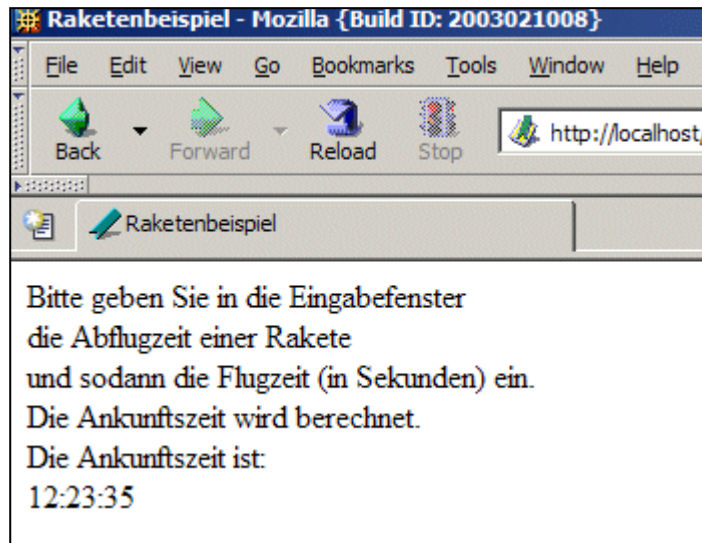 Raketenbeispiel - Mozilla {Build ID: 2003021008}
File Edit View Go Bookmarks Tools Window Help
Back Forward Reload Stop http://localhost/
Raketenbeispiel
Bitte geben Sie in die Eingabefenster
die Abflugzeit einer Rakete
und sodann die Flugzeit (in Sekunden) ein.
Die Ankunftszeit wird berechnet.
Die Ankunftszeit ist:
12:23:35